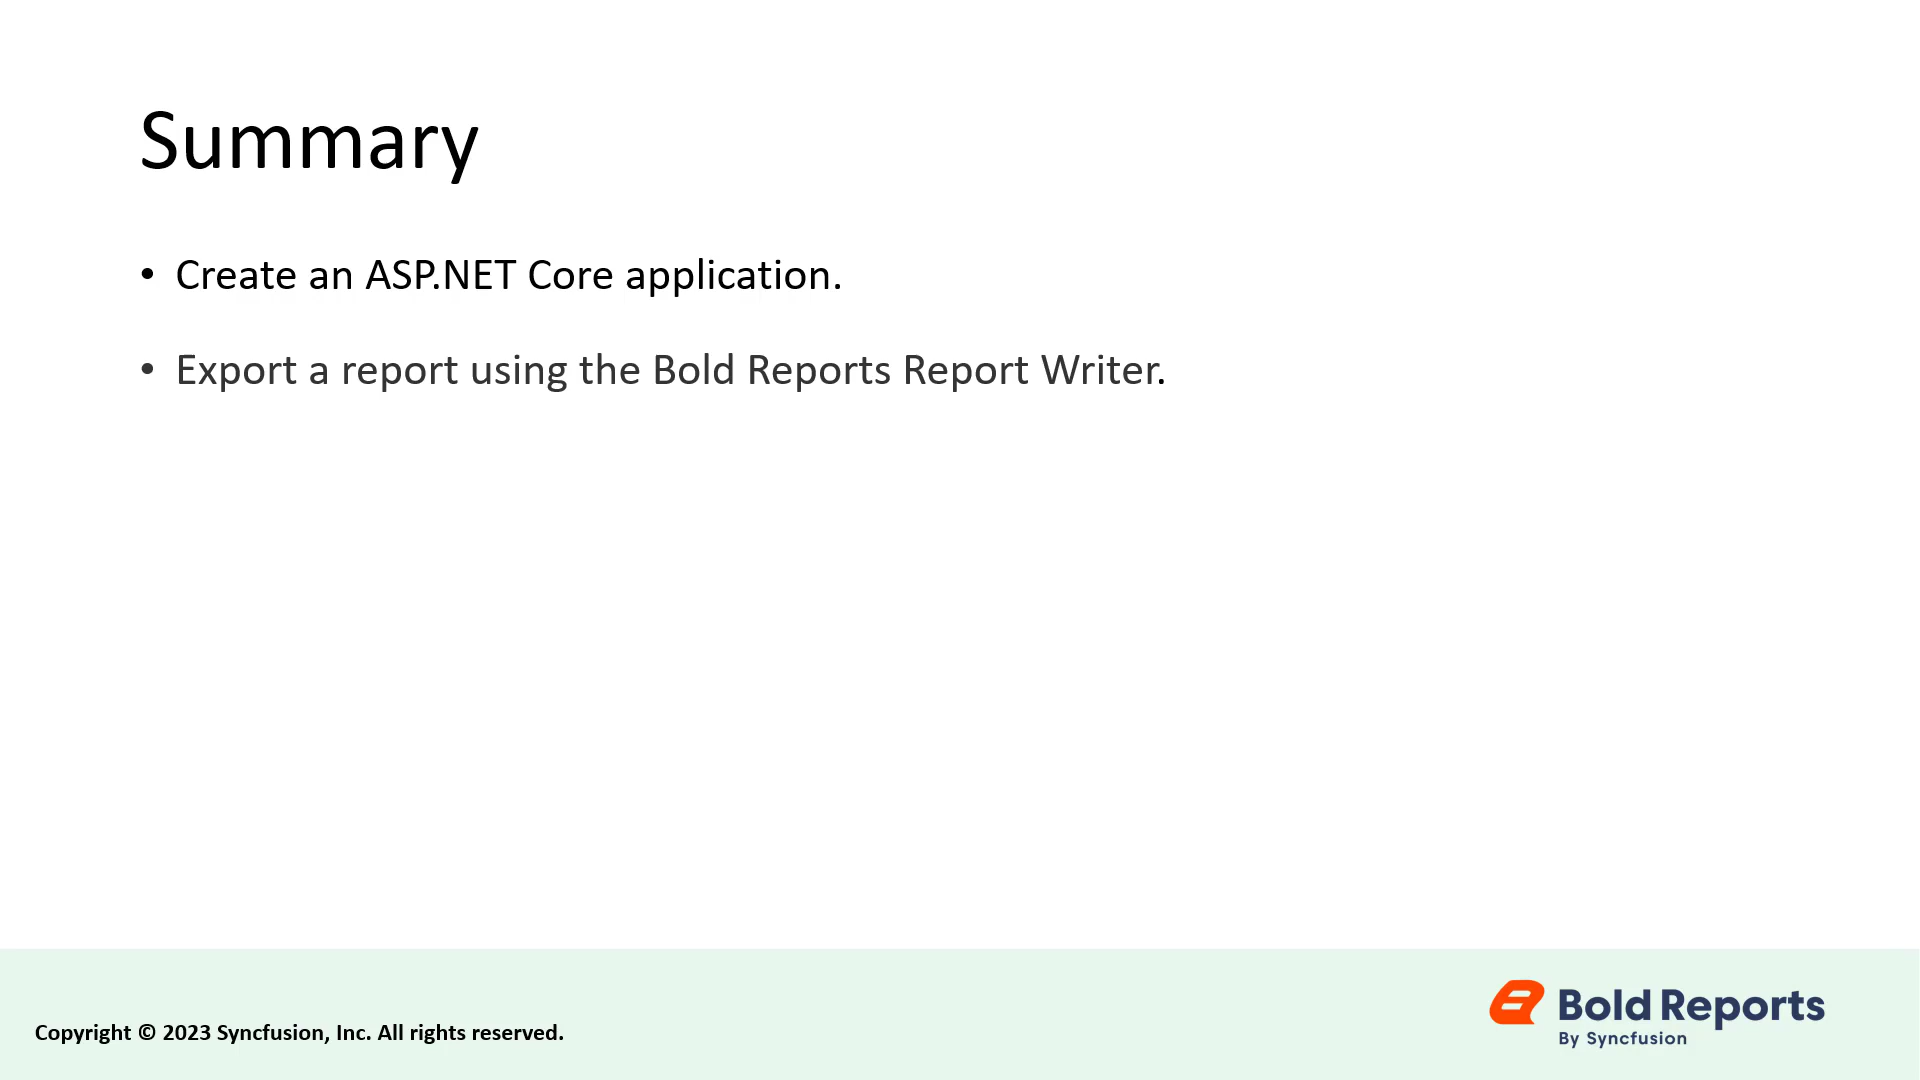 Summary
• Create an ASP.NET Core application.
• Export a report using the Bold Reports Report Writer.
Copyright © 2023 Syncfusion, Inc. All rights reserved.
Bold Reports
By Syncfusion